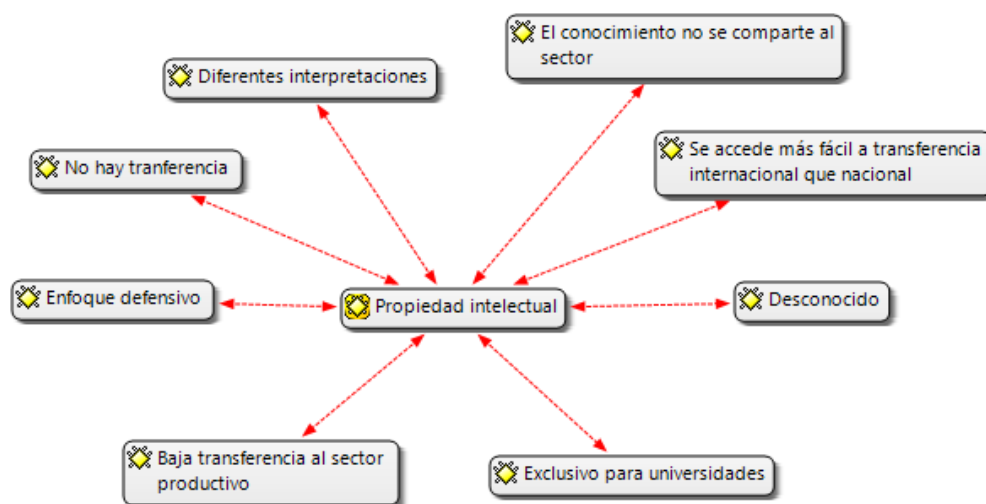 El conocimiento no se comparte al
sector
Diferentes interpretaciones
Se accede más fácil a transferencia
internacional que nacional
No hay tranferencia
Enfoque defensivo
Propiedad intelectual
Desconocido
Baja transferencia al sector
productivo
Exclusivo para universidades